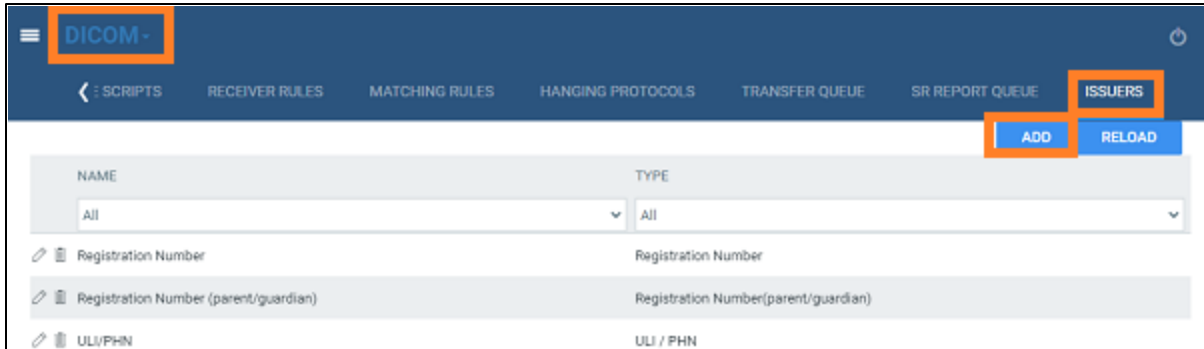 DICOM
SCRIPTS RECEIVER RULES MATCHING RULES HANGING PROTOCOLS TRANSFER QUEUE SR REPORT QUEUE ISSUERS
ADD RELOAD
NAME TYPE
All All
Registration Number Registration Number
Registration Number (parent/guardian) Registration Number(parent/guardian)
ULI/PHN ULI / PHN